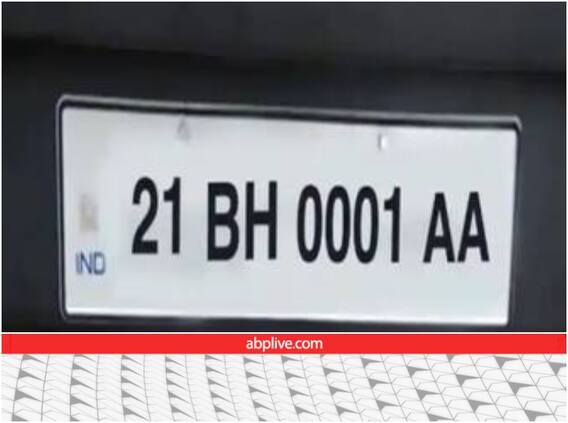 21 BH 0001 AA
IND
abplive.com